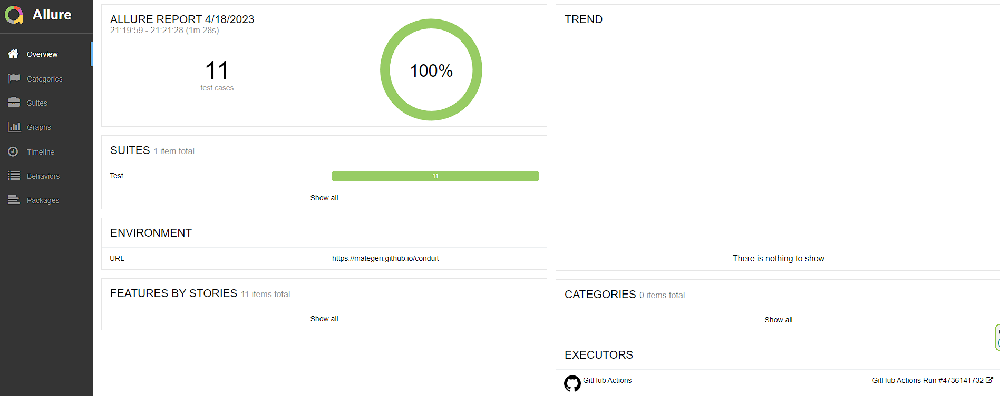 Allure
Overview
Categories
Suites
Graphs
Timeline
Behaviors
Packages
ALLURE REPORT 4/18/2023
21:19:59 - 21:21:28 (1m 28s)
11
test cases
100%
SUITES 1 item total
Test 11
Show all
ENVIRONMENT
URL https://mategeri.github.io/conduit
FEATURES BY STORIES 11 items total
Show all
TREND
There is nothing to show
CATEGORIES 0 items total
Show all
EXECUTORS
GitHub Actions GitHub Actions Run #4736141732